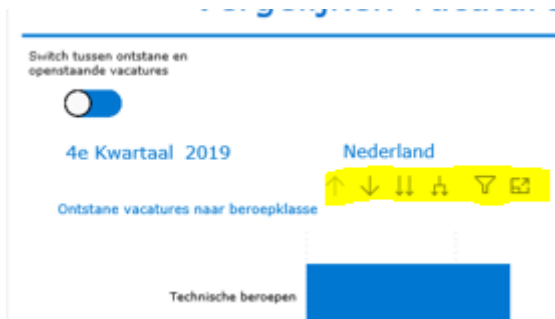 Switch tussen ontstane en
openstaande vacatures
4e Kwartaal 2019 Nederland
Ontstane vacatures naar beroepklasse
Technische beroepen